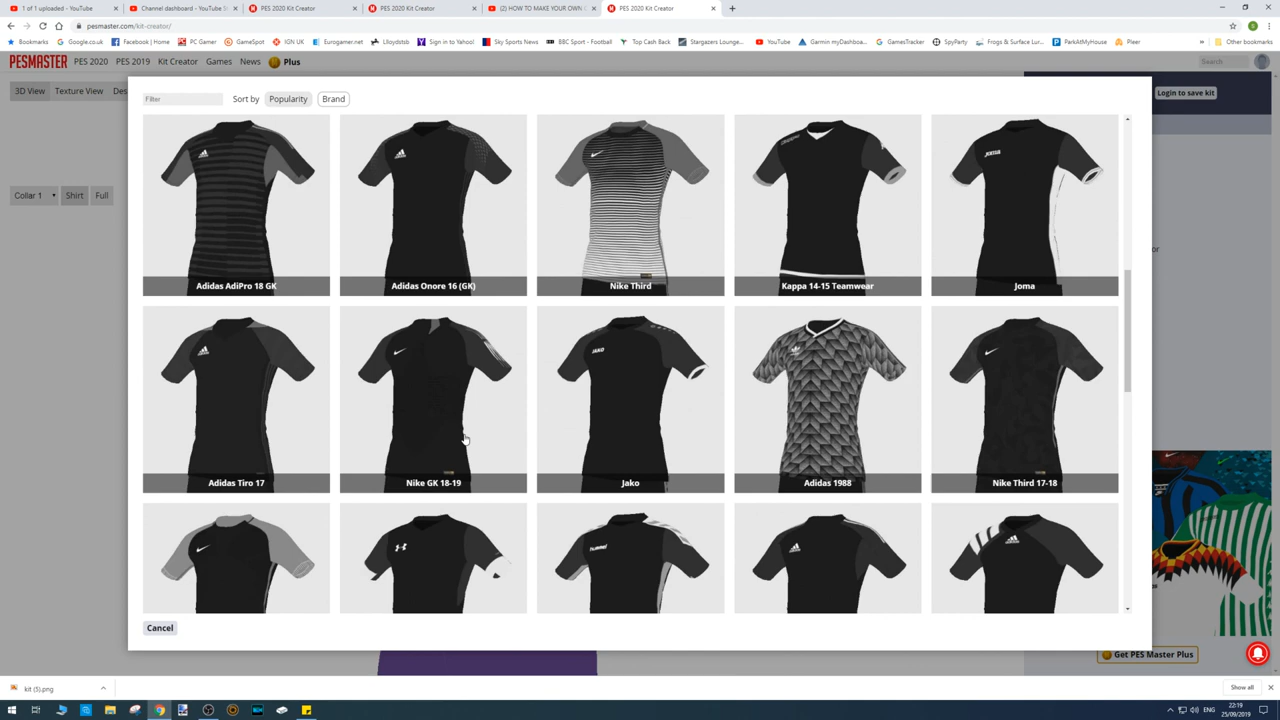 1 of 1 uploaded - YouTube
Channel dashboard - YouTube S
PES 2020 Kit Creator
PES 2020 Kit Creator
(2) HOW TO MAKE YOUR OWN
PES 2020 Kit Creator
pesmaster.com/kit-creator/
Bookmarks
Google.co.uk
Facebook | Home
PC Gamer
GameSpot
IGN UK
Eurogamer.net
Lloydstsb
Sign in to Yahoo!
Sky Sports News
BBC Sport - Football
Top Cash Back
Stargazers Lounge...
YouTube
Garmin myDashboa...
GamesTracker
SpyParty
Frogs & Surface Lur...
ParkAtMyHouse
Pleer
»
Other bookmarks
PESMASTER
PES 2020
PES 2019
Kit Creator
Games
News
Plus
Search
3D View
Texture View
Des
Filter
Sort by
Popularity
Brand
Login to save kit
Collar 1
Shirt
Full
JOMA
Adidas AdiPro 18 GK
Adidas Onore 16 (GK)
Nike Third
Kappa 14-15 Teamwear
Joma
or
JAKO
Adidas Tiro 17
Nike GK 18-19
Jako
Adidas 1988
Nike Third 17-18
hummel
Cancel
Get PES Master Plus
kit (5).png
Show all
ENG
22:19
25/09/2019